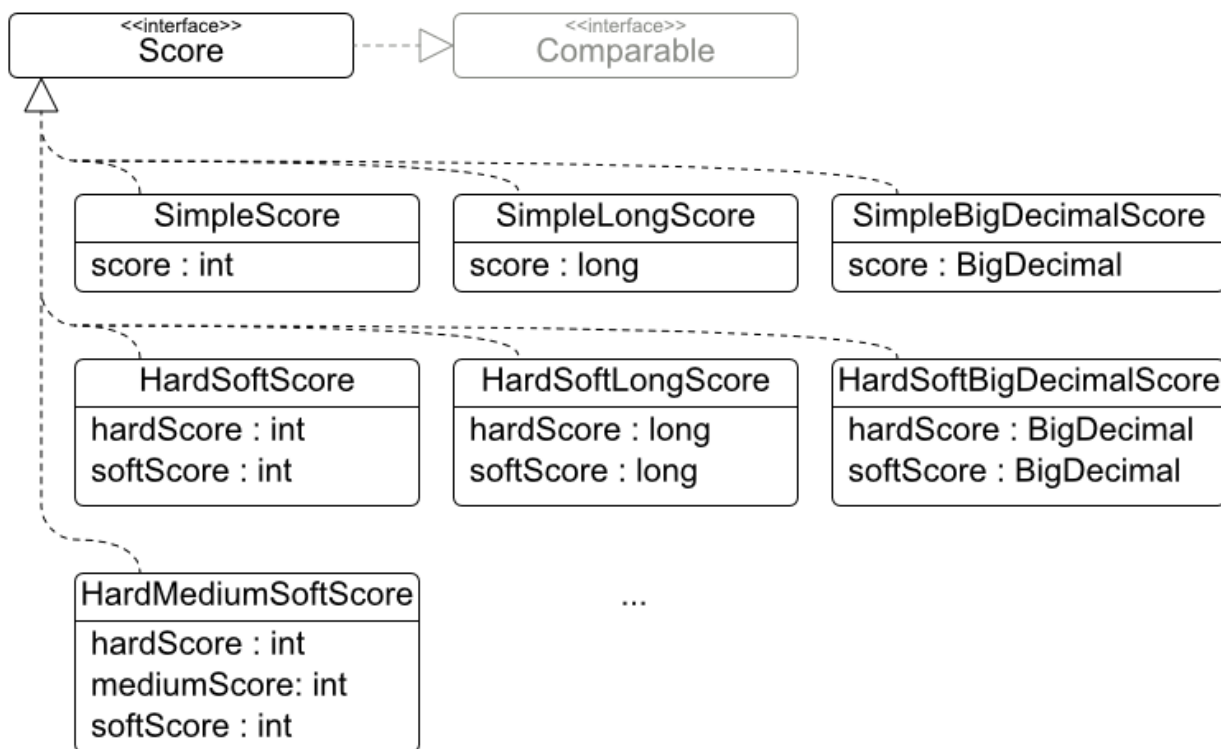 <<interface>>
Score
<<interface>>
Comparable
SimpleScore
score : int
SimpleLongScore
score : long
SimpleBigDecimalScore
score : BigDecimal
HardSoftScore
hardScore : int
softScore : int
HardSoftLongScore
hardScore : long
softScore : long
HardSoftBigDecimalScore
hardScore : BigDecimal
softScore : BigDecimal
HardMediumSoftScore
hardScore : int
mediumScore: int
softScore : int
...